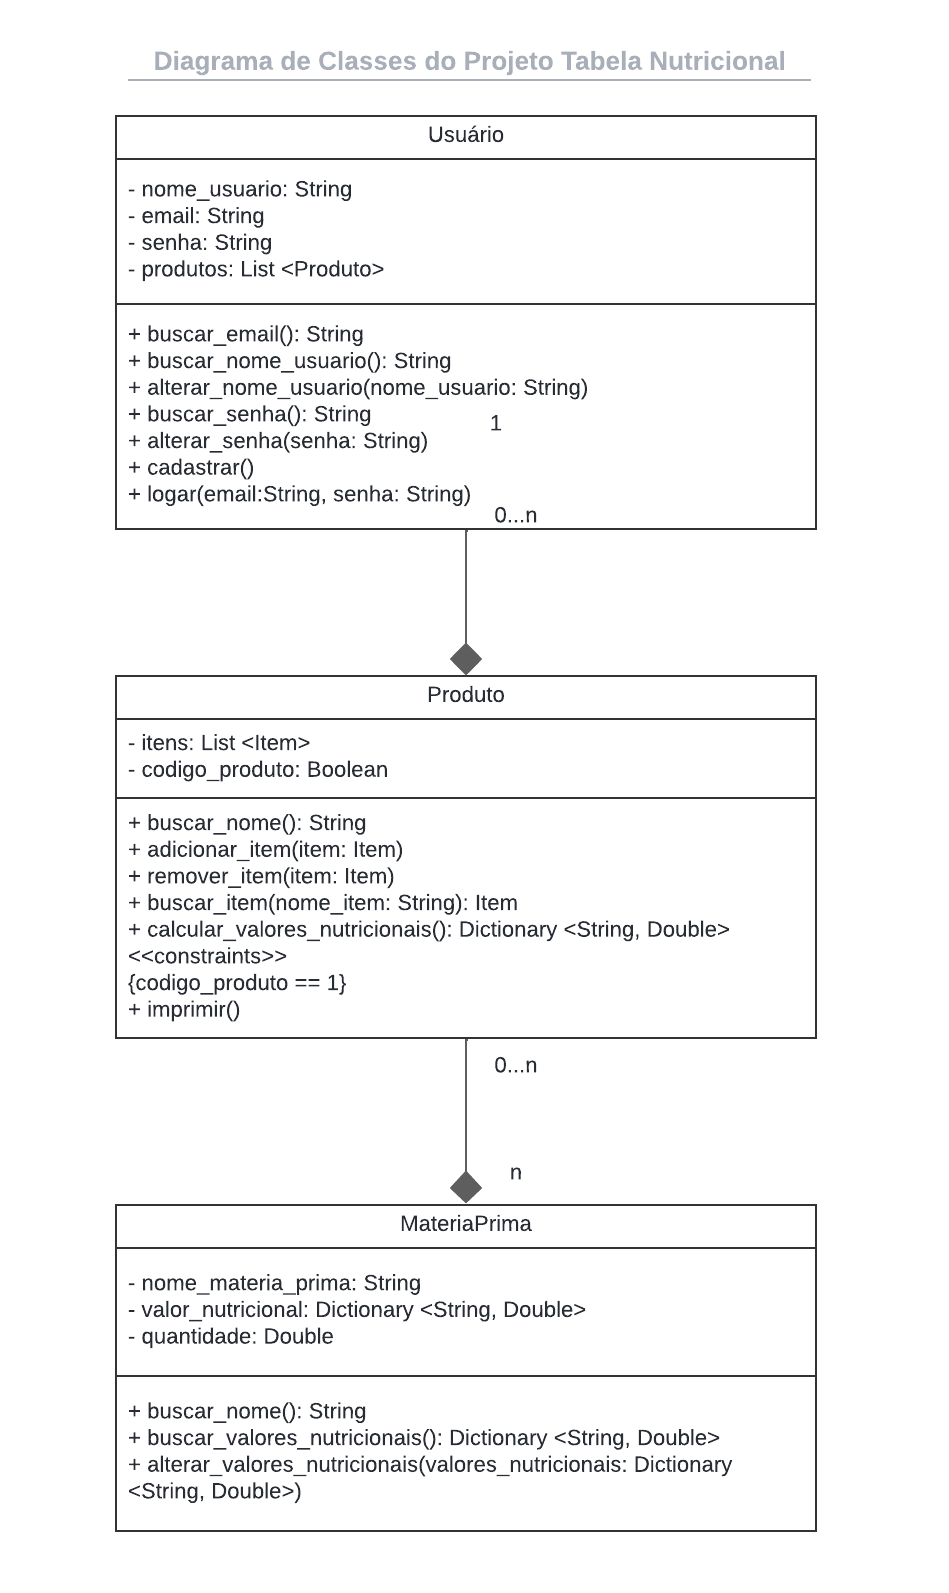 Diagrama de Classes do Projeto Tabela Nutricional
Usuário
- nome_usuario: String
- email: String
- senha: String
- produtos: List <Produto>
+ buscar_email(): String
+ buscar_nome_usuario(): String
+ alterar_nome_usuario(nome_usuario: String)
+ buscar_senha(): String
1
+ alterar_senha(senha: String)
+ cadastrar()
+ logar(email:String, senha: String)
0...n
Produto
- itens: List <Item>
- codigo_produto: Boolean
+ buscar_nome(): String
+ adicionar_item(item: Item)
+ remover_item(item: Item)
+ buscar_item(nome_item: String): Item
+ calcular_valores_nutricionais(): Dictionary <String, Double>
<<constraints>>
{codigo_produto == 1}
+ imprimir()
0...n
n
MateriaPrima
- nome_materia_prima: String
- valor_nutricional: Dictionary <String, Double>
- quantidade: Double
+ buscar_nome(): String
+ buscar_valores_nutricionais(): Dictionary <String, Double>
+ alterar_valores_nutricionais(valores_nutricionais: Dictionary
<String, Double>)